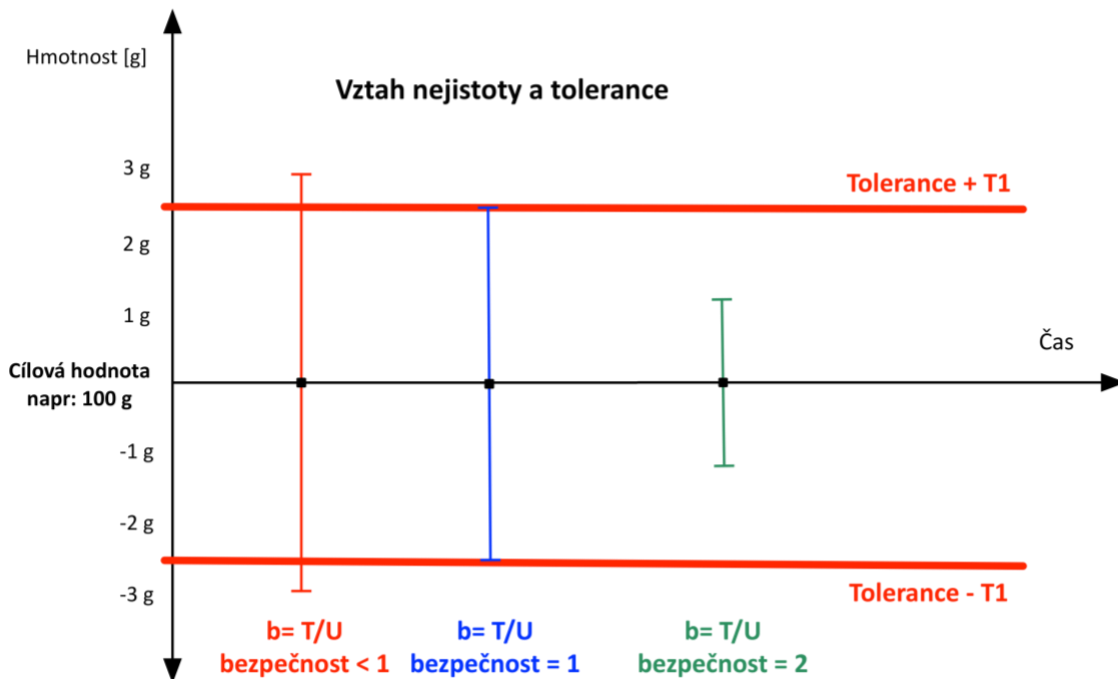 Hmotnost [g]
Vztah nejistoty a tolerance
3 g
Tolerance + T1
2 g
1 g
Čas
Cílová hodnota
napr: 100 g
-1 g
-2 g
-3 g
Tolerance - T1
b= T/U
bezpečnost < 1
b= T/U
bezpečnost = 1
b= T/U
bezpečnost = 2